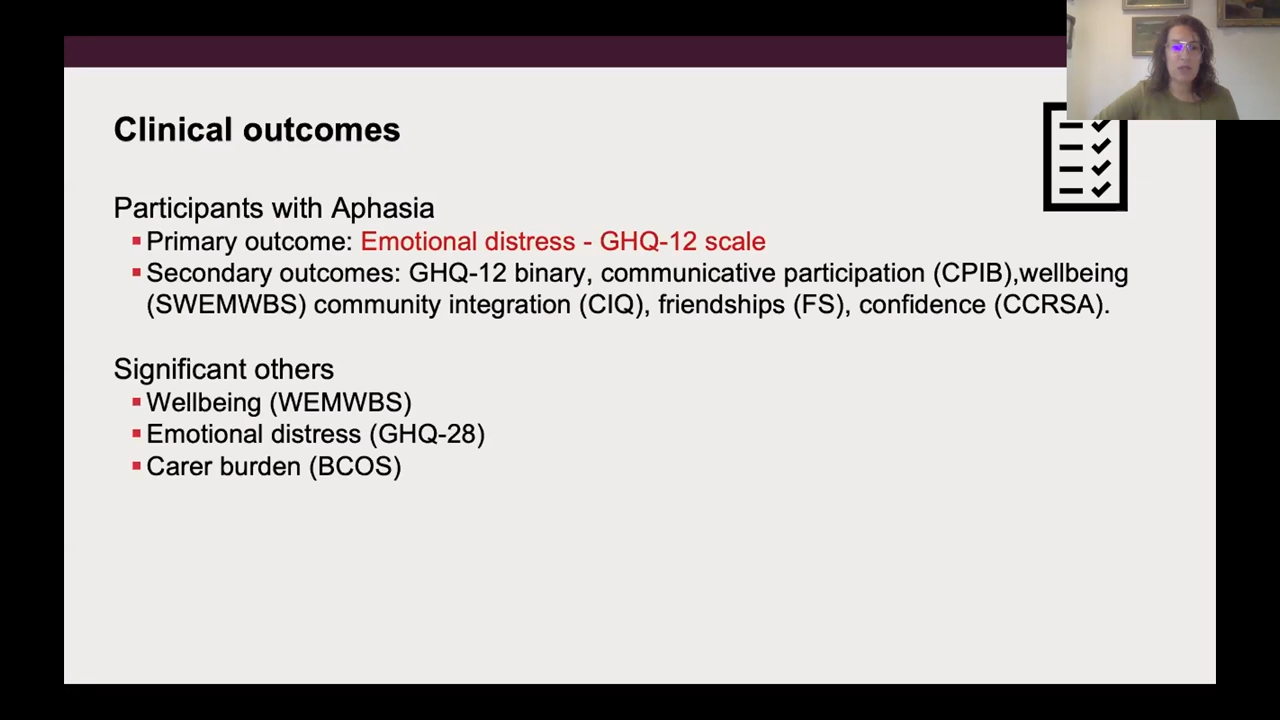 Clinical outcomes
Participants with Aphasia
Primary outcome: Emotional distress - GHQ-12 scale
Secondary outcomes: GHQ-12 binary, communicative participation (CPIB),wellbeing
(SWEMWBS) community integration (CIQ), friendships (FS), confidence (CCRSA).
Significant others
Wellbeing (WEMWBS)
Emotional distress (GHQ-28)
Carer burden (BCOS)